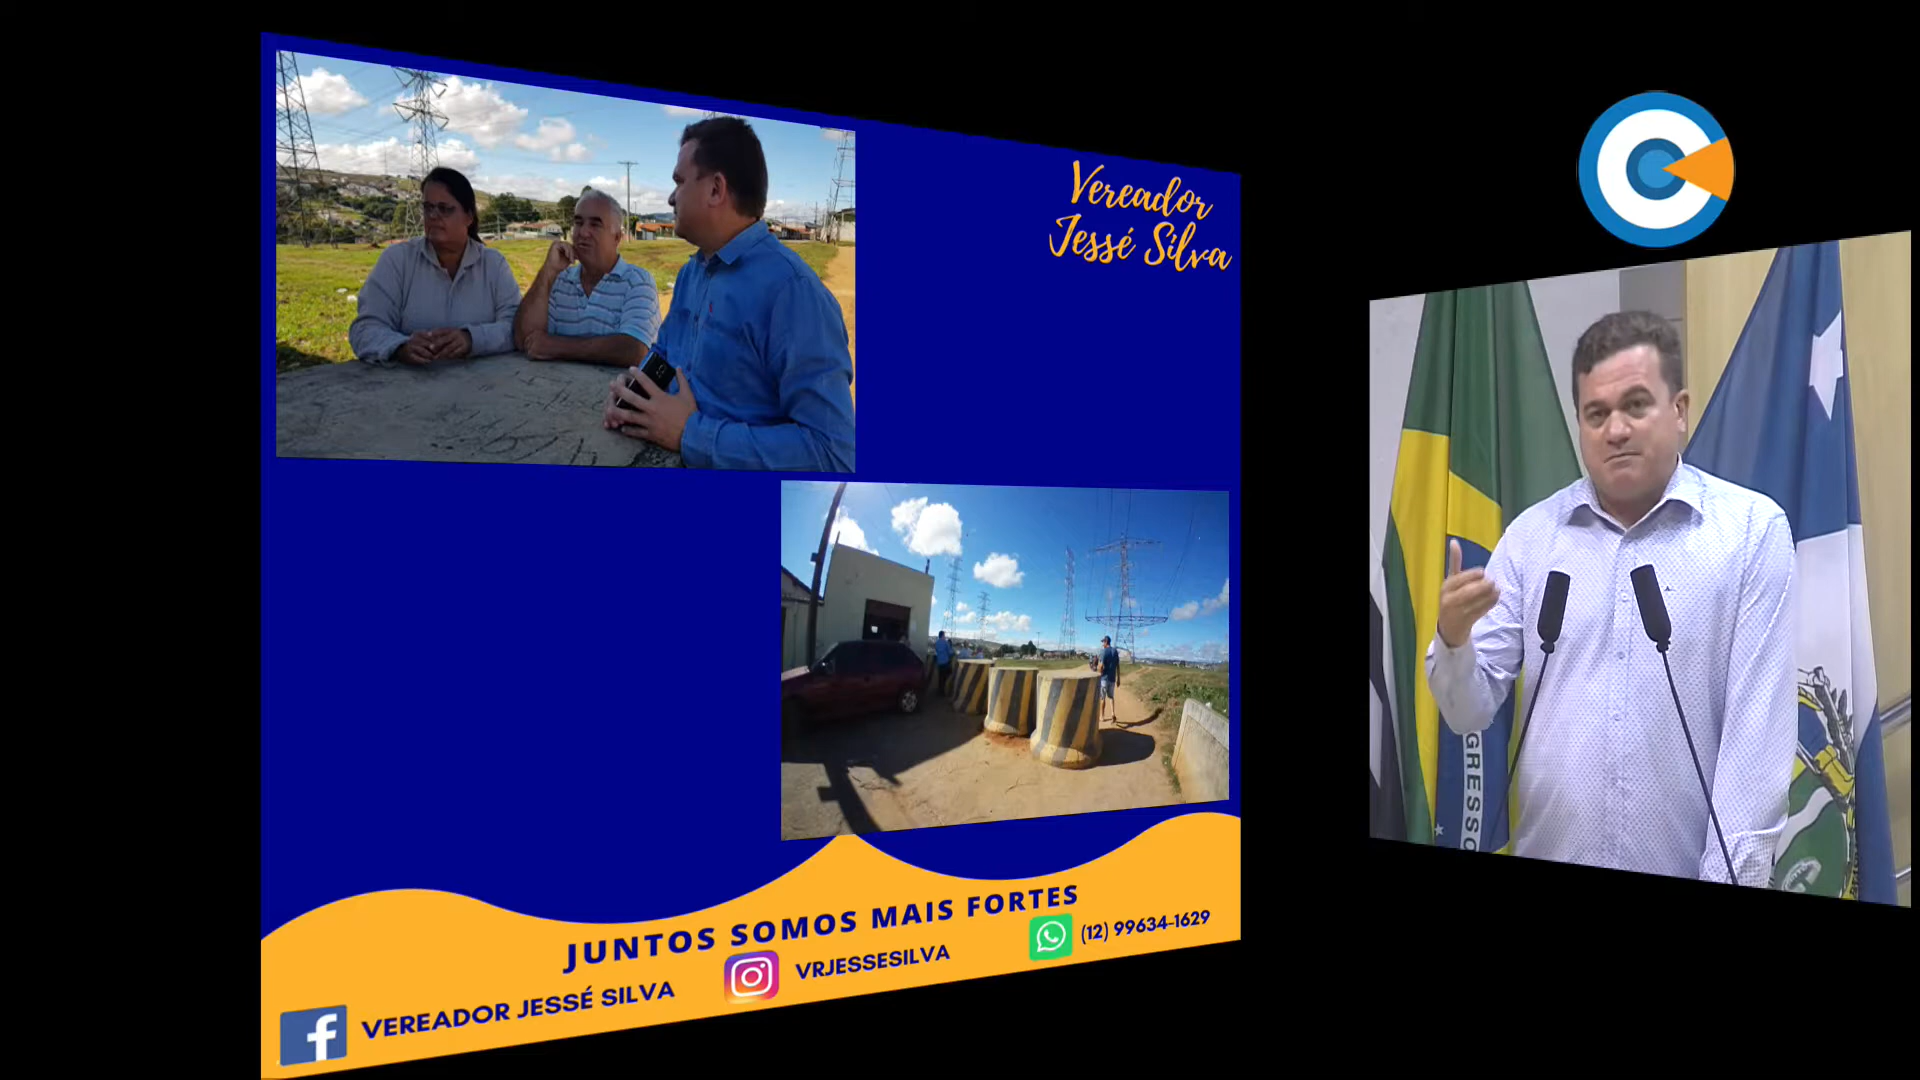 Vereador
Jessé Silva
JUNTOS SOMOS MAIS FORTES
VEREADOR JESSÉ SILVA
VRJESSESILVA
(12) 99634-1629
GRESSO